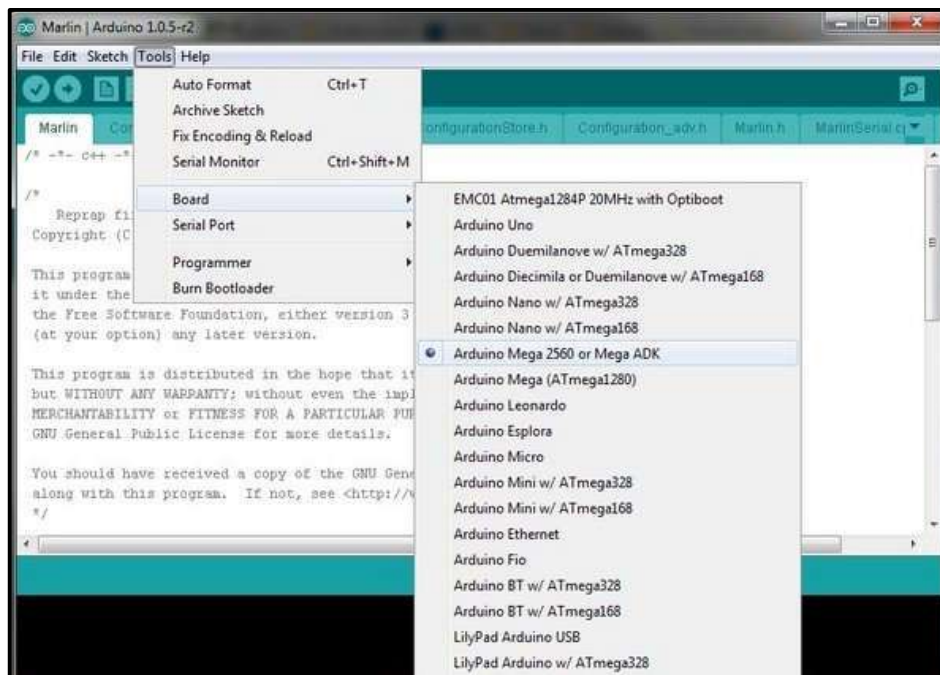 Marlin | Arduino 1.0.5-r2
File Edit Sketch Tools Help
Auto Format Ctrl+T
Archive Sketch
Fix Encoding & Reload
Serial Monitor Ctrl+Shift+M
Board
Serial Port
Programmer
Burn Bootloader
EMC01 Atmega1284P 20MHz with Optiboot
Arduino Uno
Arduino Duemilanove w/ ATmega328
Arduino Diecimila or Duemilanove w/ ATmega168
Arduino Nano w/ ATmega328
Arduino Nano w/ ATmega168
Arduino Mega 2560 or Mega ADK
Arduino Mega (ATmega1280)
Arduino Leonardo
Arduino Esplora
Arduino Micro
Arduino Mini w/ ATmega328
Arduino Mini w/ ATmega168
Arduino Ethernet
Arduino Fio
Arduino BT w/ ATmega328
Arduino BT w/ ATmega168
LilyPad Arduino USB
LilyPad Arduino w/ ATmega328
Marlin Con onfigurationStore.h Configuration_adv.h Marlin.h MarlinSerial
/* -*- c++ -*
/*
Reprap fi
Copyright (C
This program
it under the
the Free Software Foundation, either version 3
(at your option) any later version.
This program is distributed in the hope that it
but WITHOUT ANY WARRANTY; without even the impl
MERCHANTABILITY or FITNESS FOR A PARTICULAR PUR
GNU General Public License for more details.
You should have received a copy of the GNU Gene
along with this program. If not, see <http://w
*/